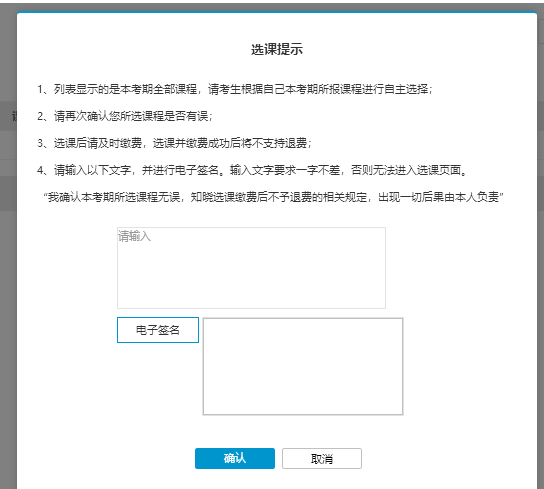 选课提示
1、列表显示的是本考期全部课程，请考生根据自己本考期所报课程进行自主选择；
2、请再次确认您所选课程是否有误；
3、选课后请及时缴费，选课并缴费成功后将不支持退费；
4、请输入以下文字，并进行电子签名。输入文字要求一字不差，否则无法进入选课页面。
“我确认本考期所选课程无误，知晓选课缴费后不予退费的相关规定，出现一切后果由本人负责”
请输入
电子签名
确认
取消